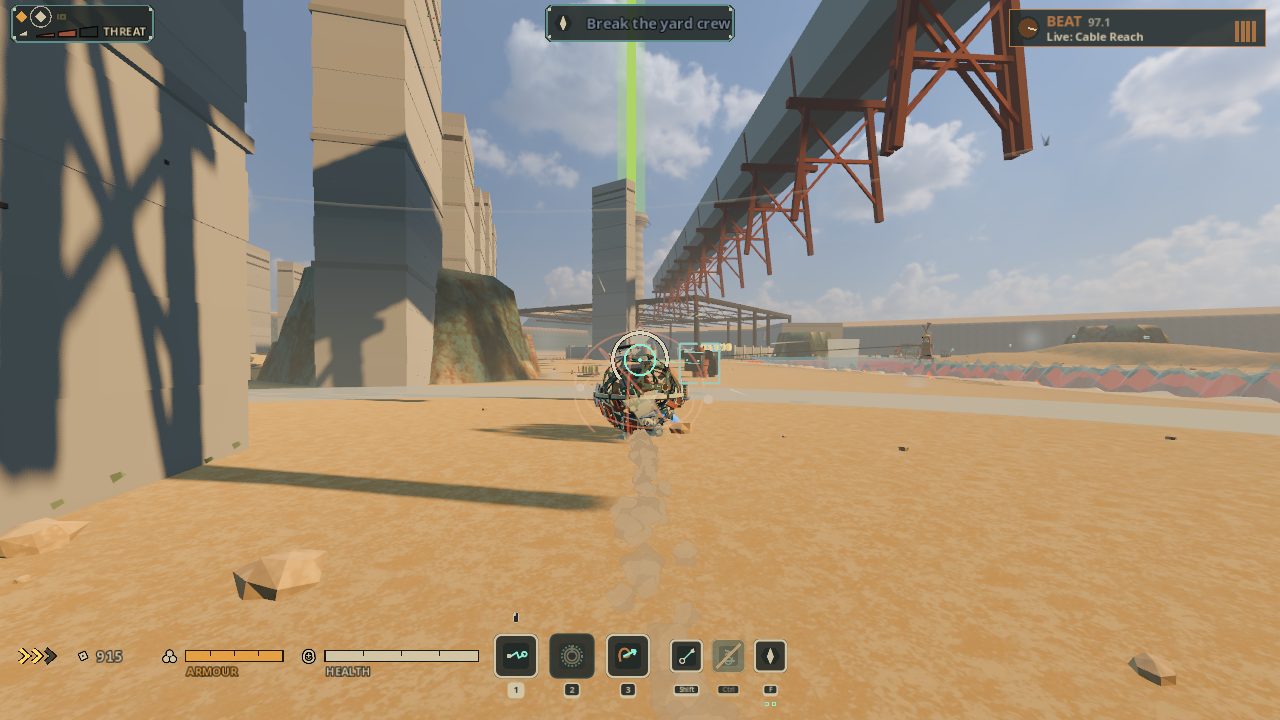 THREAT
Break the yard crew
BEAT 97.1
Live: Cable Reach
915
ARMOUR
HEALTH
1
2
3
Shift
Ctrl
F